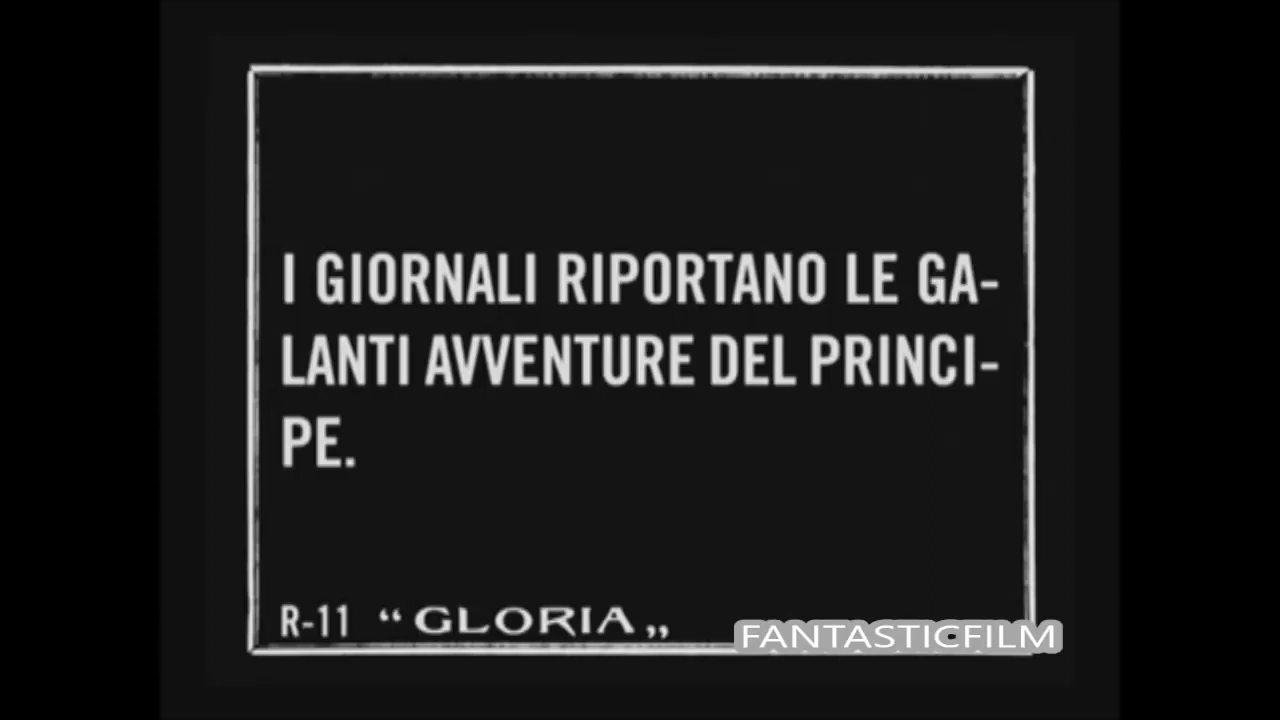 I GIORNALI RIPORTANO LE GA-
LANTI AVVENTURE DEL PRINCI-
PE.
R-11 “ GLORIA „
FANTASTICFILM